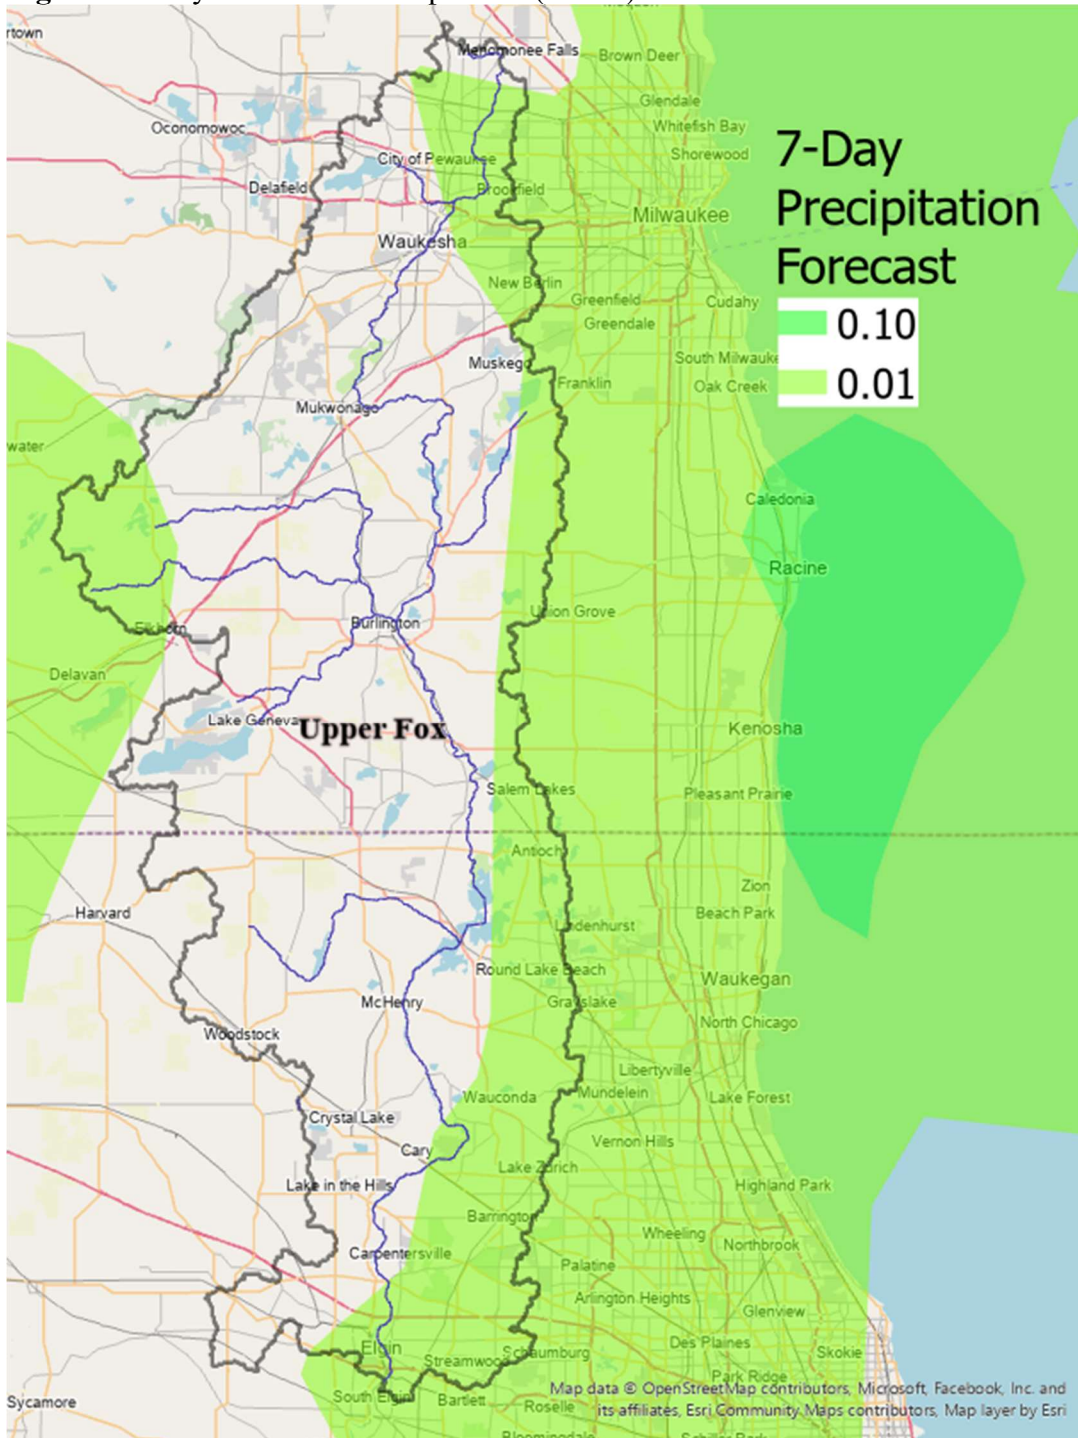 Menomonee Falls
Brown Deer
Glendale
Oconomowoc
Whitefish Bay
Shorewood
7-Day
Precipitation
Forecast
0.10
0.01
City of Pewaukee
Delafield
Brookfield
Milwaukee
Waukesha
New Berlin
Greenfield
Cudahy
Greendale
South Milwauke
Muskego
Franklin
Oak Creek
Mukwonago
water
Caledonia
Racine
Union Grove
Burlington
Elkhorn
Delavan
Lake Geneva
Upper Fox
Kenosha
Salem Lakes
Pleasant Prairie
Antioch
Zion
Harvard
Beach Park
Lindenhurst
Round Lake Beach
Waukegan
McHenry
Grayslake
North Chicago
Woodstock
Libertyville
Wauconda
Mundelein
Lake Forest
Crystal Lake
Vernon Hills
Cary
Lake Zurich
Lake in the Hills
Highland Park
Barrington
Wheeling
Northbrook
Carpentersville
Palatine
Arlington Heights
Glenview
Elgin
Des Plaines
Skokie
Streamwood
Schaumburg
Park Ridge
South Elgin
Bartlett
Roselle
Sycamore
Map data © OpenStreetMap contributors, Microsoft, Facebook, Inc. and
its affiliates, Esri Community Maps contributors, Map layer by Esri
Bloomingdale